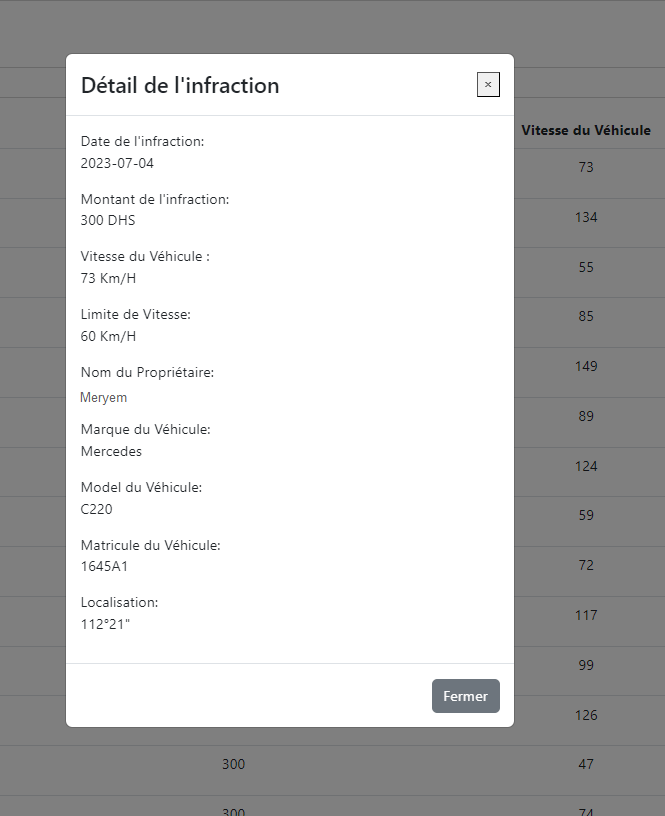 Détail de l'infraction
×
Date de l'infraction:
2023-07-04
Montant de l'infraction:
300 DHS
Vitesse du Véhicule :
73 Km/H
Limite de Vitesse:
60 Km/H
Nom du Propriétaire:
Meryem
Marque du Véhicule:
Mercedes
Model du Véhicule:
C220
Matricule du Véhicule:
1645A1
Localisation:
112°21"
Fermer
Vitesse du Véhicule
73
134
55
85
149
89
124
59
72
117
99
126
300 47
300 74